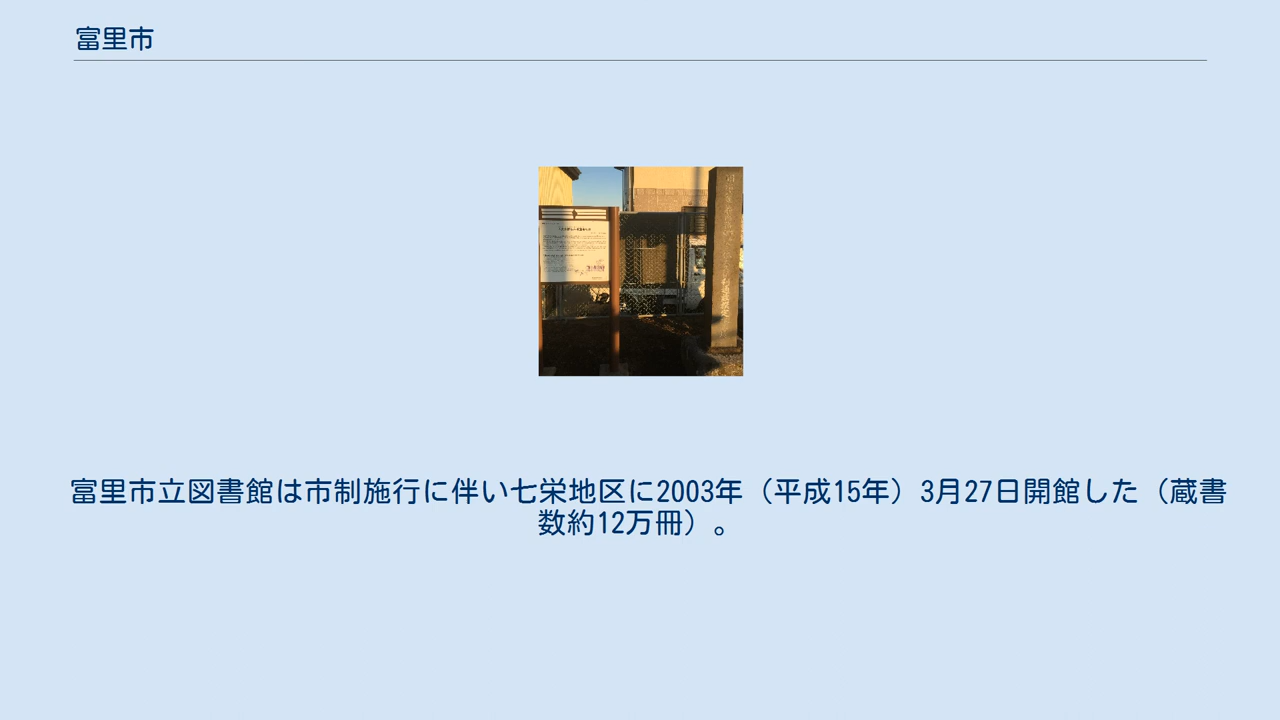 富里市
富里市立図書館は市制施行に伴い七栄地区に2003年（平成15年）3月27日開館した（蔵書
数約12万冊）。